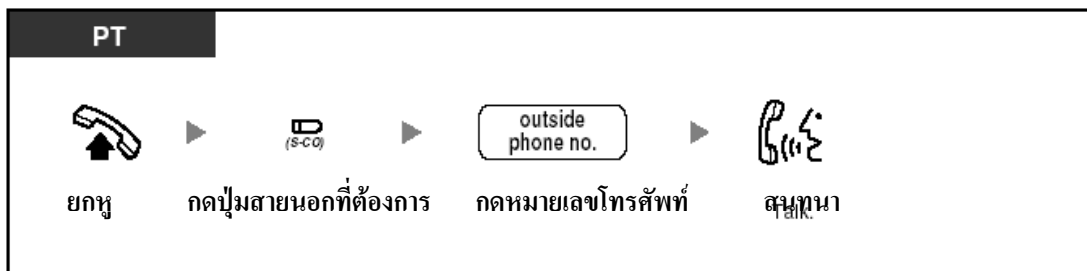 PT
(S-CO)
outside
phone no.
ยกหู
กดปุ่มสายนอกที่ต้องการ
กดหมายเลขโทรศัพท์
สนทนา
Talk.